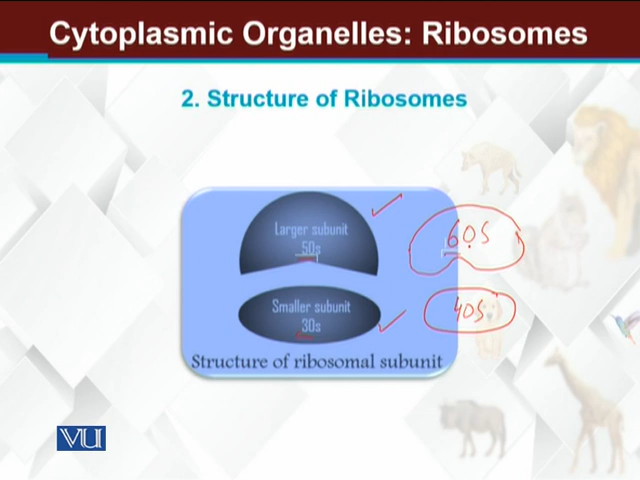 Cytoplasmic Organelles: Ribosomes
2. Structure of Ribosomes
Larger subunit
50s
60S
Smaller subunit
30s
40S
Structure of ribosomal subunit
VU